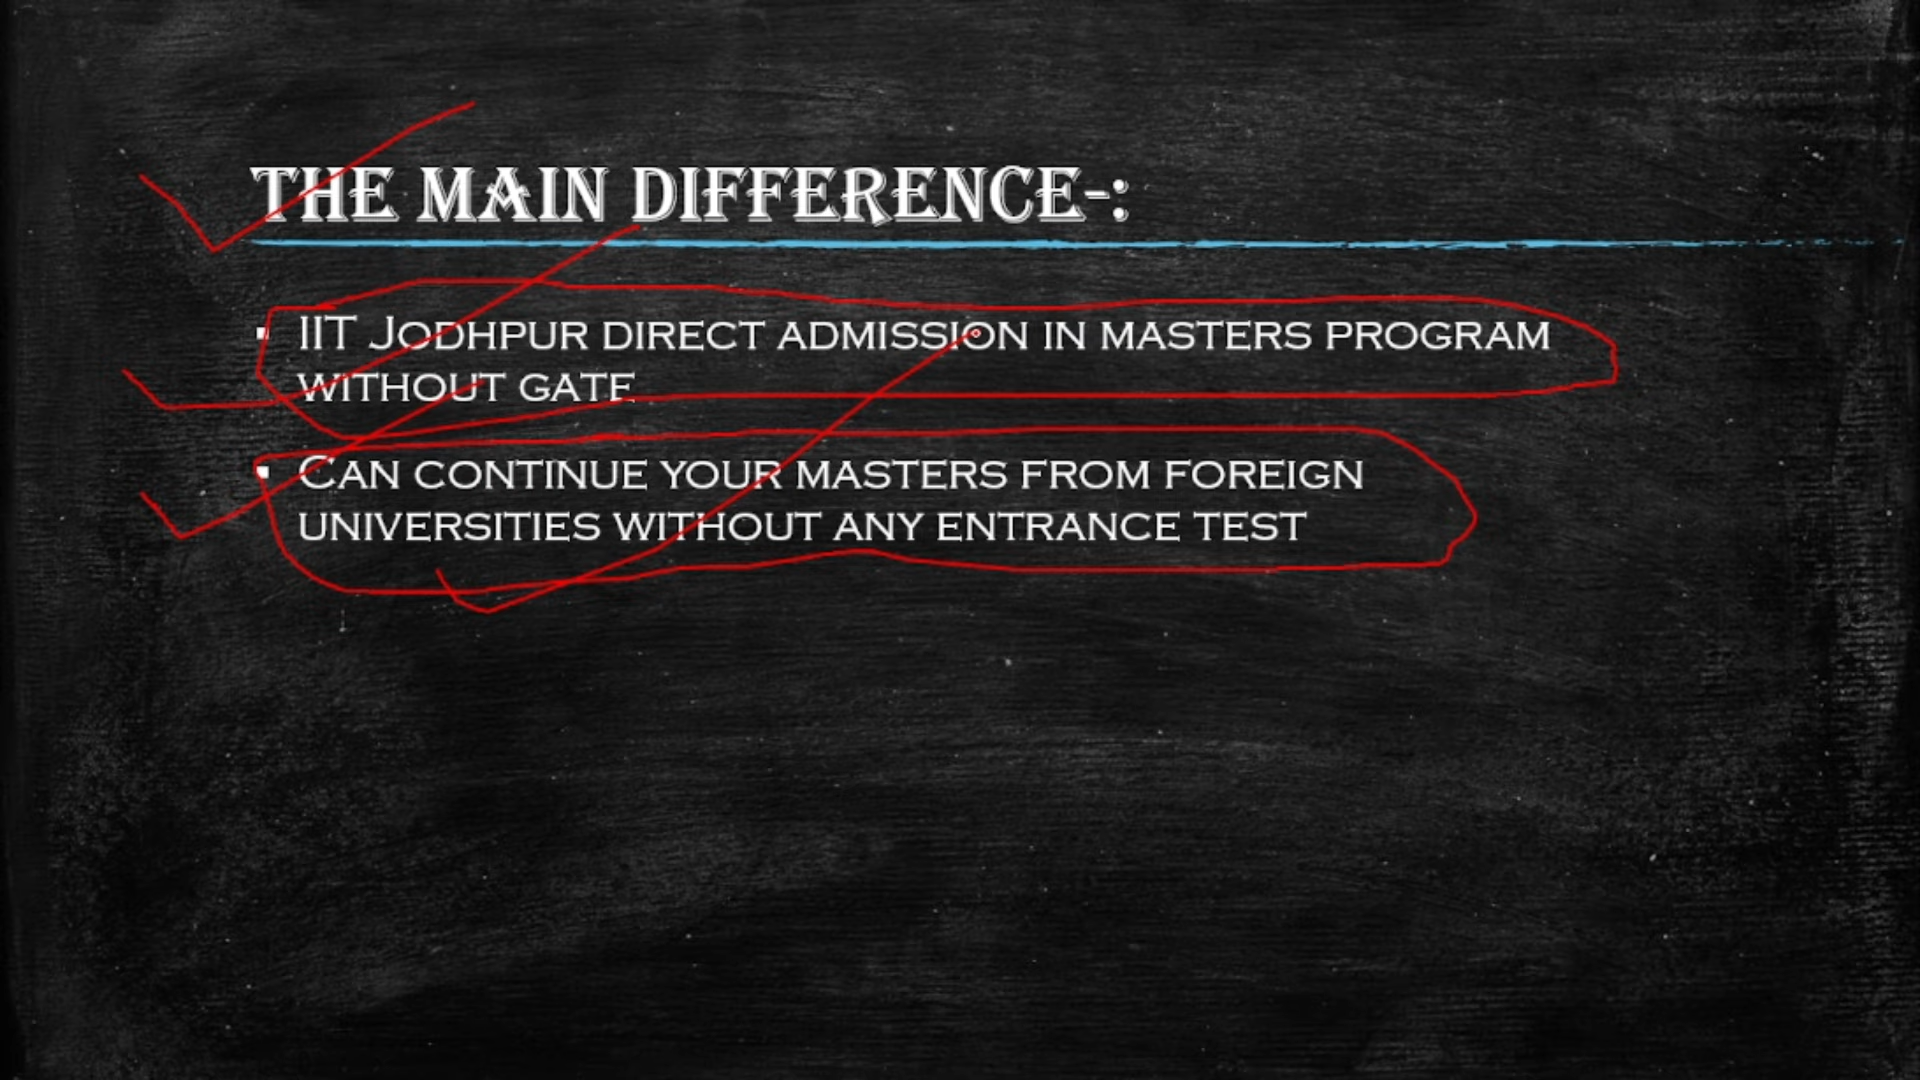 THE MAIN DIFFERENCE-:
▪ IIT JODHPUR DIRECT ADMISSION IN MASTERS PROGRAM
WITHOUT GATE
▪ CAN CONTINUE YOUR MASTERS FROM FOREIGN
UNIVERSITIES WITHOUT ANY ENTRANCE TEST